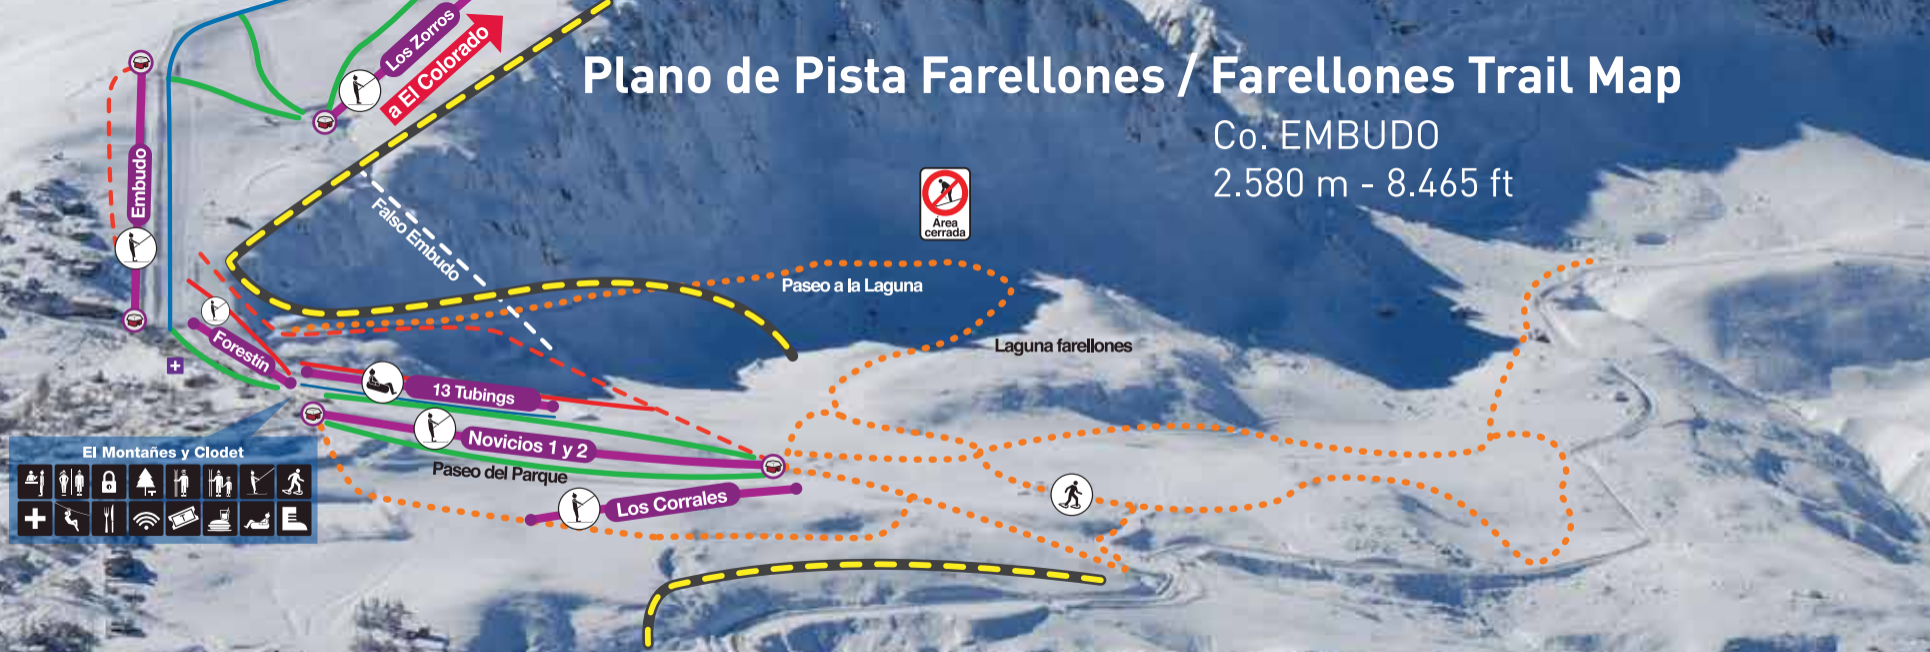 Plano de Pista Farellones / Farellones Trail Map
Co. EMBUDO
2.580 m - 8.465 ft
Los Zorros
a El Colorado
Embudo
Falso Embudo
Área
cerrada
Paseo a la Laguna
Laguna farellones
Forestín
13 Tubings
Novicios 1 y 2
Paseo del Parque
Los Corrales
El Montañes y Clodet